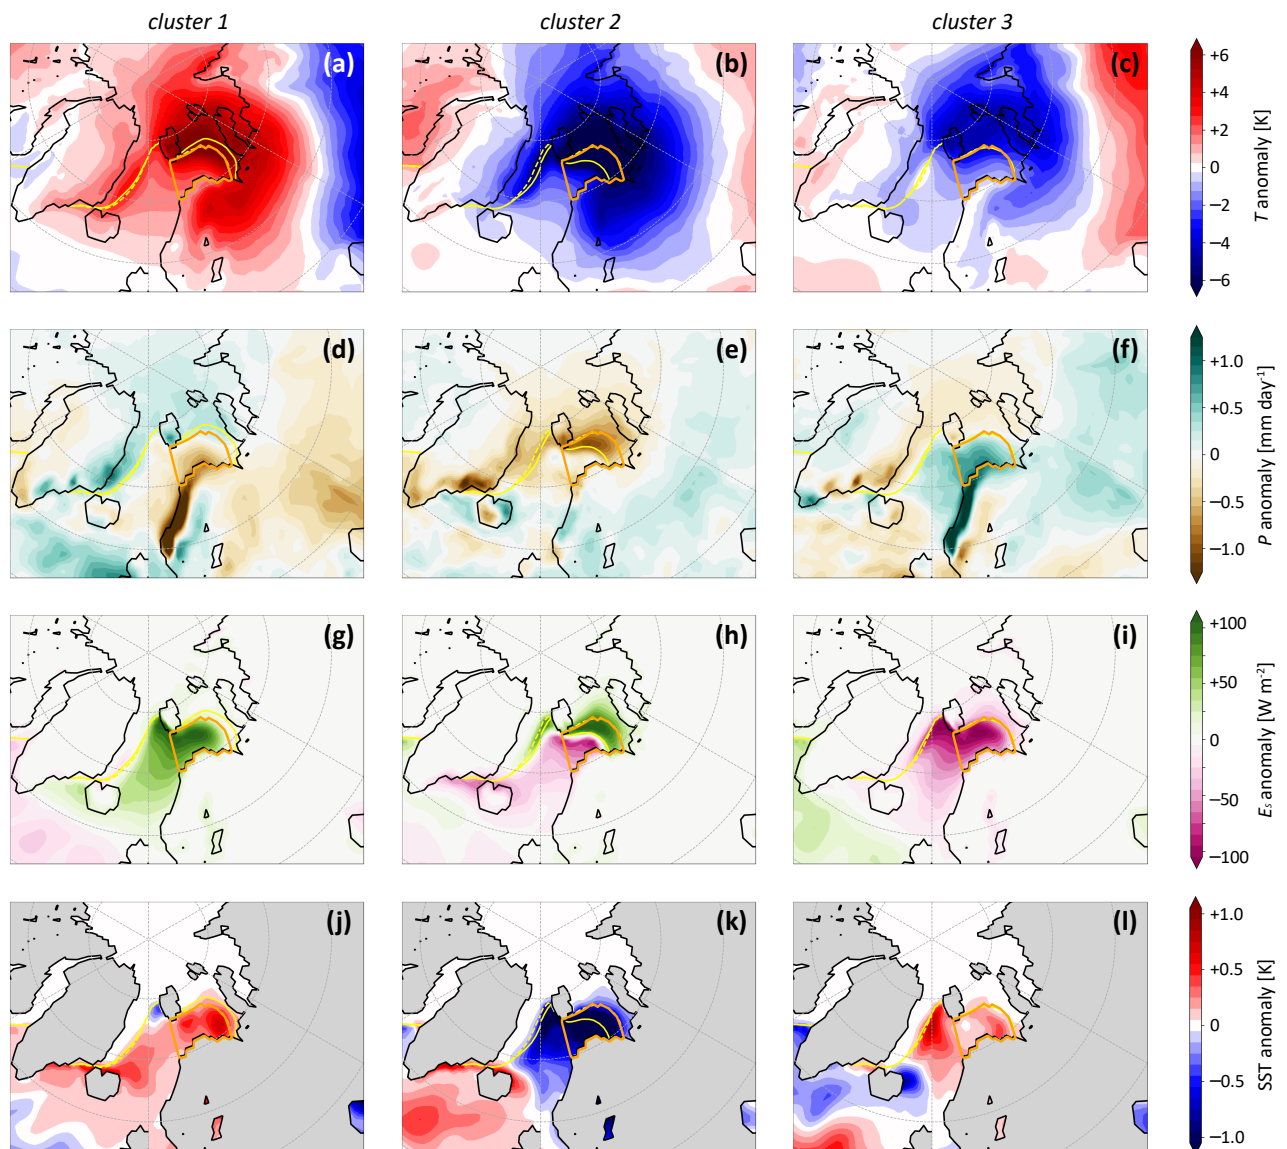 cluster 1 cluster 2 cluster 3
(a) (b) (c)
+6
+4
+2
0
−2
−4
−6
T anomaly [K]
(d) (e) (f)
+1.0
+0.5
0
−0.5
−1.0
P anomaly [mm day⁻¹]
(g) (h) (i)
+100
+50
0
−50
−100
Es anomaly [W m⁻²]
(j) (k) (l)
+1.0
+0.5
0
−0.5
−1.0
SST anomaly [K]